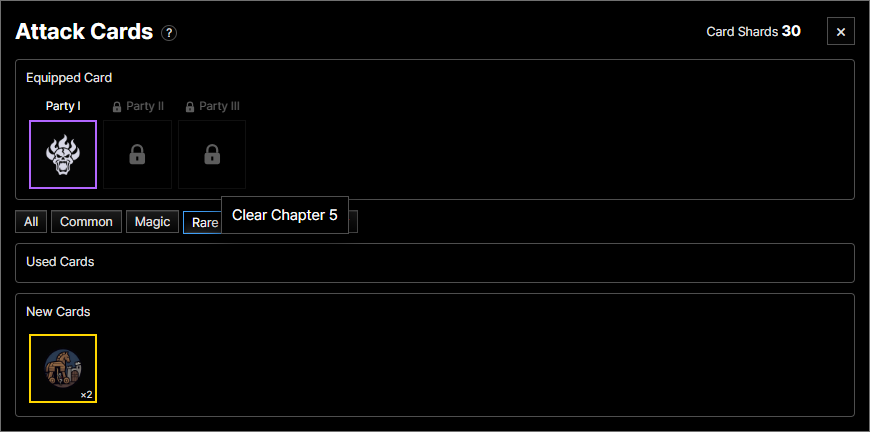 Attack Cards ?
Card Shards 30 ×
Equipped Card
Party I Party II Party III
Clear Chapter 5
All Common Magic Rare
Used Cards
New Cards
×2